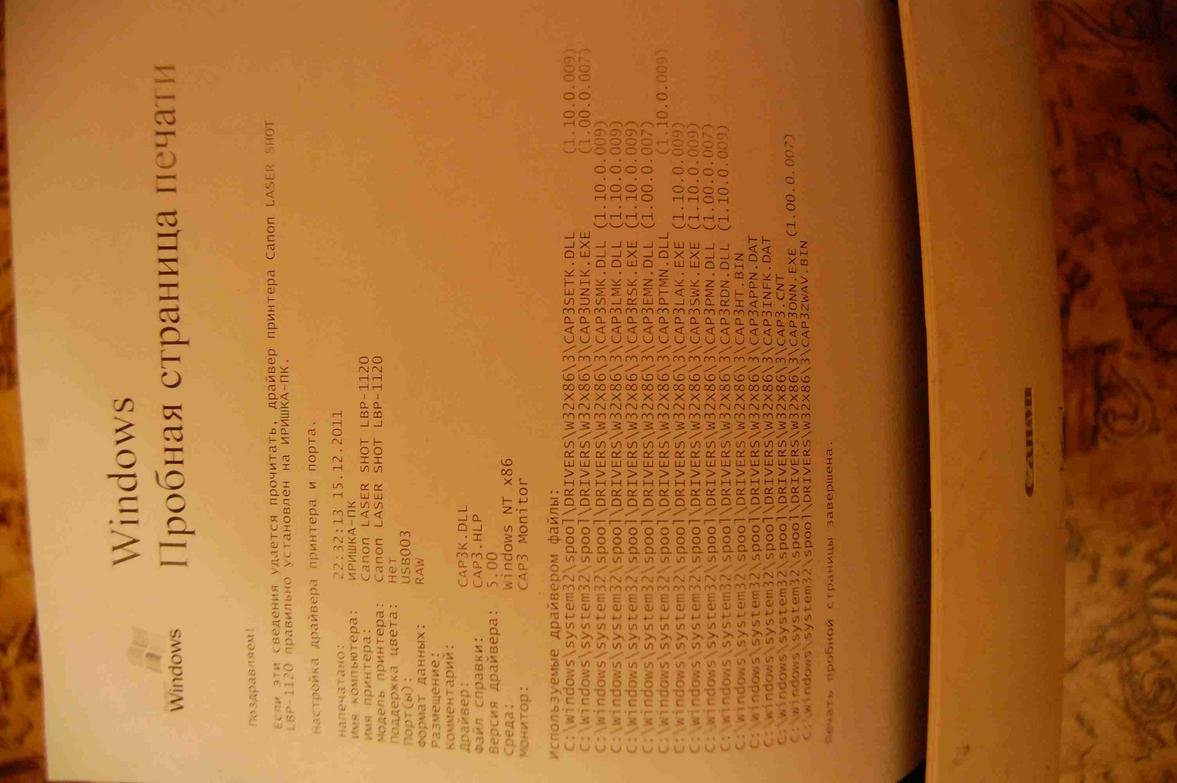 Windows
Windows
Пробная страница печати
Поздравляем!
Если эти сведения удается прочитать, драйвер принтера Canon LASER SHOT
LBP-1120 правильно установлен на ИРИШКА-ПК.
Настройка драйвера принтера и порта.
Напечатано: 22:32:13 15.12.2011
Имя компьютера: ИРИШКА-ПК
Имя принтера: Canon LASER SHOT LBP-1120
Модель принтера: Canon LASER SHOT LBP-1120
Поддержка цвета: Нет
Порт(ы): USB003
Формат данных: RAW
Размещение:
Комментарий:
Драйвер: CAP3K.DLL
Файл справки: CAP3.HLP
Версия драйвера: 5.00
Среда: Windows NT x86
Монитор: CAP3 Monitor
Используемые драйвером файлы:
C:\Windows\system32\spool\DRIVERS\W32X86\3\CAP3SETK.DLL (1.10.0.009)
C:\Windows\system32\spool\DRIVERS\W32X86\3\CAP3UNIK.EXE (1.00.0.007)
C:\Windows\system32\spool\DRIVERS\W32X86\3\CAP3SMK.DLL (1.10.0.009)
C:\Windows\system32\spool\DRIVERS\W32X86\3\CAP3LMK.DLL (1.10.0.009)
C:\Windows\system32\spool\DRIVERS\W32X86\3\CAP3RSK.EXE (1.10.0.009)
C:\Windows\system32\spool\DRIVERS\W32X86\3\CAP3EMN.DLL (1.00.0.007)
C:\Windows\system32\spool\DRIVERS\W32X86\3\CAP3PTMN.DLL (1.10.0.009)
C:\Windows\system32\spool\DRIVERS\W32X86\3\CAP3LAK.EXE (1.10.0.009)
C:\Windows\system32\spool\DRIVERS\W32X86\3\CAP3SWK.EXE (1.10.0.009)
C:\Windows\system32\spool\DRIVERS\W32X86\3\CAP3PMN.DLL (1.00.0.007)
C:\Windows\system32\spool\DRIVERS\W32X86\3\CAP3RDN.DLL (1.10.0.009)
C:\Windows\system32\spool\DRIVERS\W32X86\3\CAP3HT.BIN
C:\Windows\system32\spool\DRIVERS\W32X86\3\CAP3APPN.DAT
C:\Windows\system32\spool\DRIVERS\W32X86\3\CAP3INFK.DAT
C:\Windows\system32\spool\DRIVERS\W32X86\3\CAP3.CNT
C:\Windows\system32\spool\DRIVERS\W32X86\3\CAP3ONN.EXE (1.00.0.007)
C:\Windows\system32\spool\DRIVERS\W32X86\3\CAP3ZWAV.BIN
Печать пробной страницы завершена.
Canon